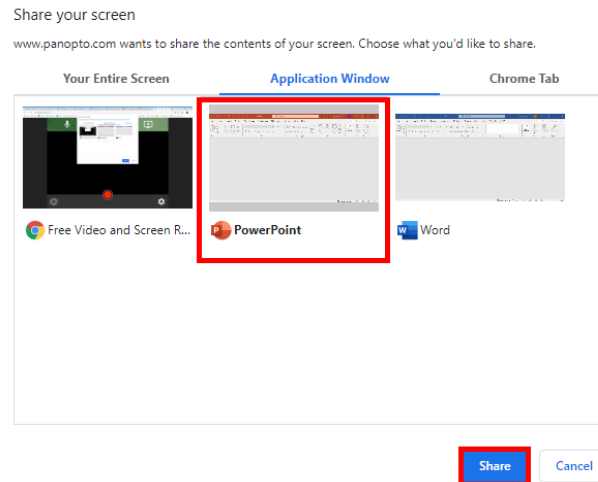 Share your screen
www.panopto.com wants to share the contents of your screen. Choose what you'd like to share.
Your Entire Screen Application Window Chrome Tab
Free Video and Screen R... PowerPoint Word
Share Cancel